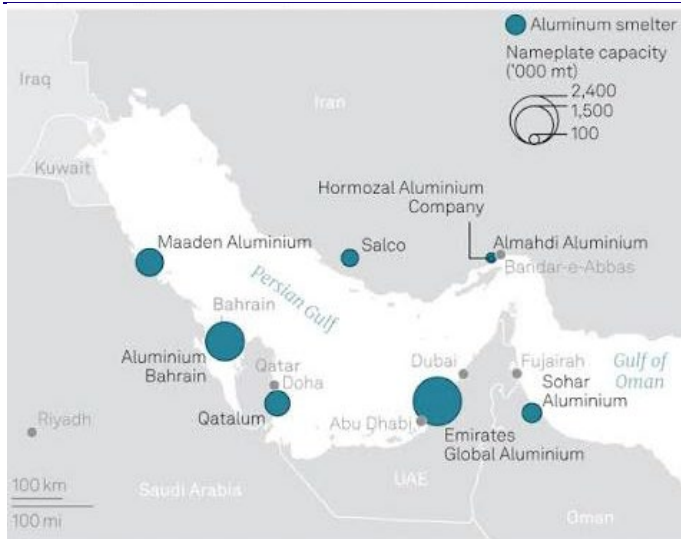 Aluminum smelter
Nameplate capacity
('000 mt)
2,400
1,500
100
Iraq
Iran
Kuwait
Hormozal Aluminium
Company
Maaden Aluminium
Salco
Almahdi Aluminium
Bandar-e-Abbas
Persian Gulf
Bahrain
Aluminium
Bahrain
Qatar
Doha
Qatalum
Dubai
Fujairah
Gulf of
Oman
Sohar
Aluminium
Abu Dhabi
Emirates
Global Aluminium
Riyadh
UAE
100 km
100 mi
Saudi Arabia
Oman